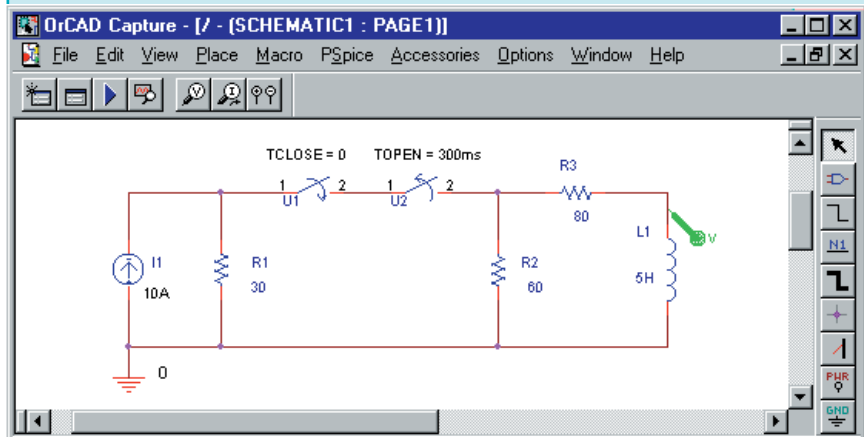 OrCAD Capture - [/ - (SCHEMATIC1 : PAGE1)]
File Edit View Place Macro PSpice Accessories Options Window Help
V I
TCLOSE = 0 TOPEN = 300ms
R3
1 2 1 2
U1 U2
80
L1
V
N1
I1
R1
R2
10A
30
60
5H
0
PWR
GND